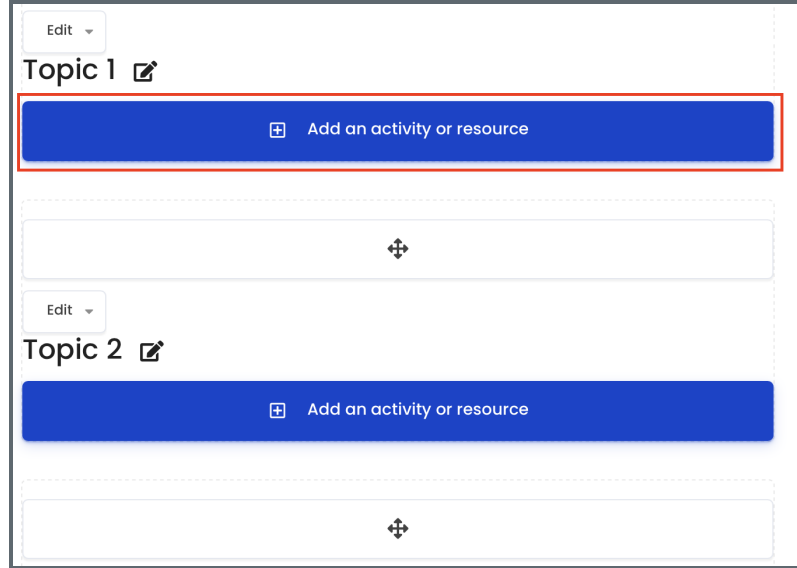 Edit
Topic 1
Add an activity or resource
Edit
Topic 2
Add an activity or resource